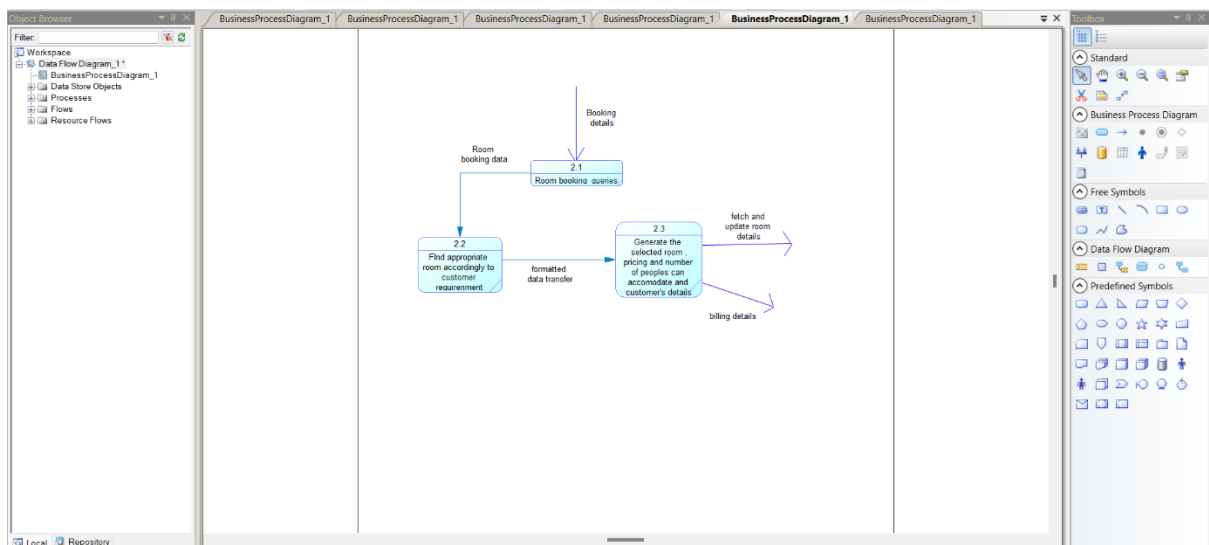 Object Browser
Filter:
Workspace
Data Flow Diagram_1 *
BusinessProcessDiagram_1
Data Store Objects
Processes
Flows
Resource Flows
Local
Repository
BusinessProcessDiagram_1
BusinessProcessDiagram_1
BusinessProcessDiagram_1
BusinessProcessDiagram_1
BusinessProcessDiagram_1
BusinessProcessDiagram_1
Booking
details
Room
booking data
2.1
Room booking queries
2.2
FInd appropriate
room accordingly to
customer
requirenment
formatted
data transfer
2.3
Generate the
selected room ,
pricing and number
of peoples can
accomodate and
customer's details
fetch and
update room
details
billing details
Toolbox
Standard
Business Process Diagram
Free Symbols
Data Flow Diagram
Predefined Symbols